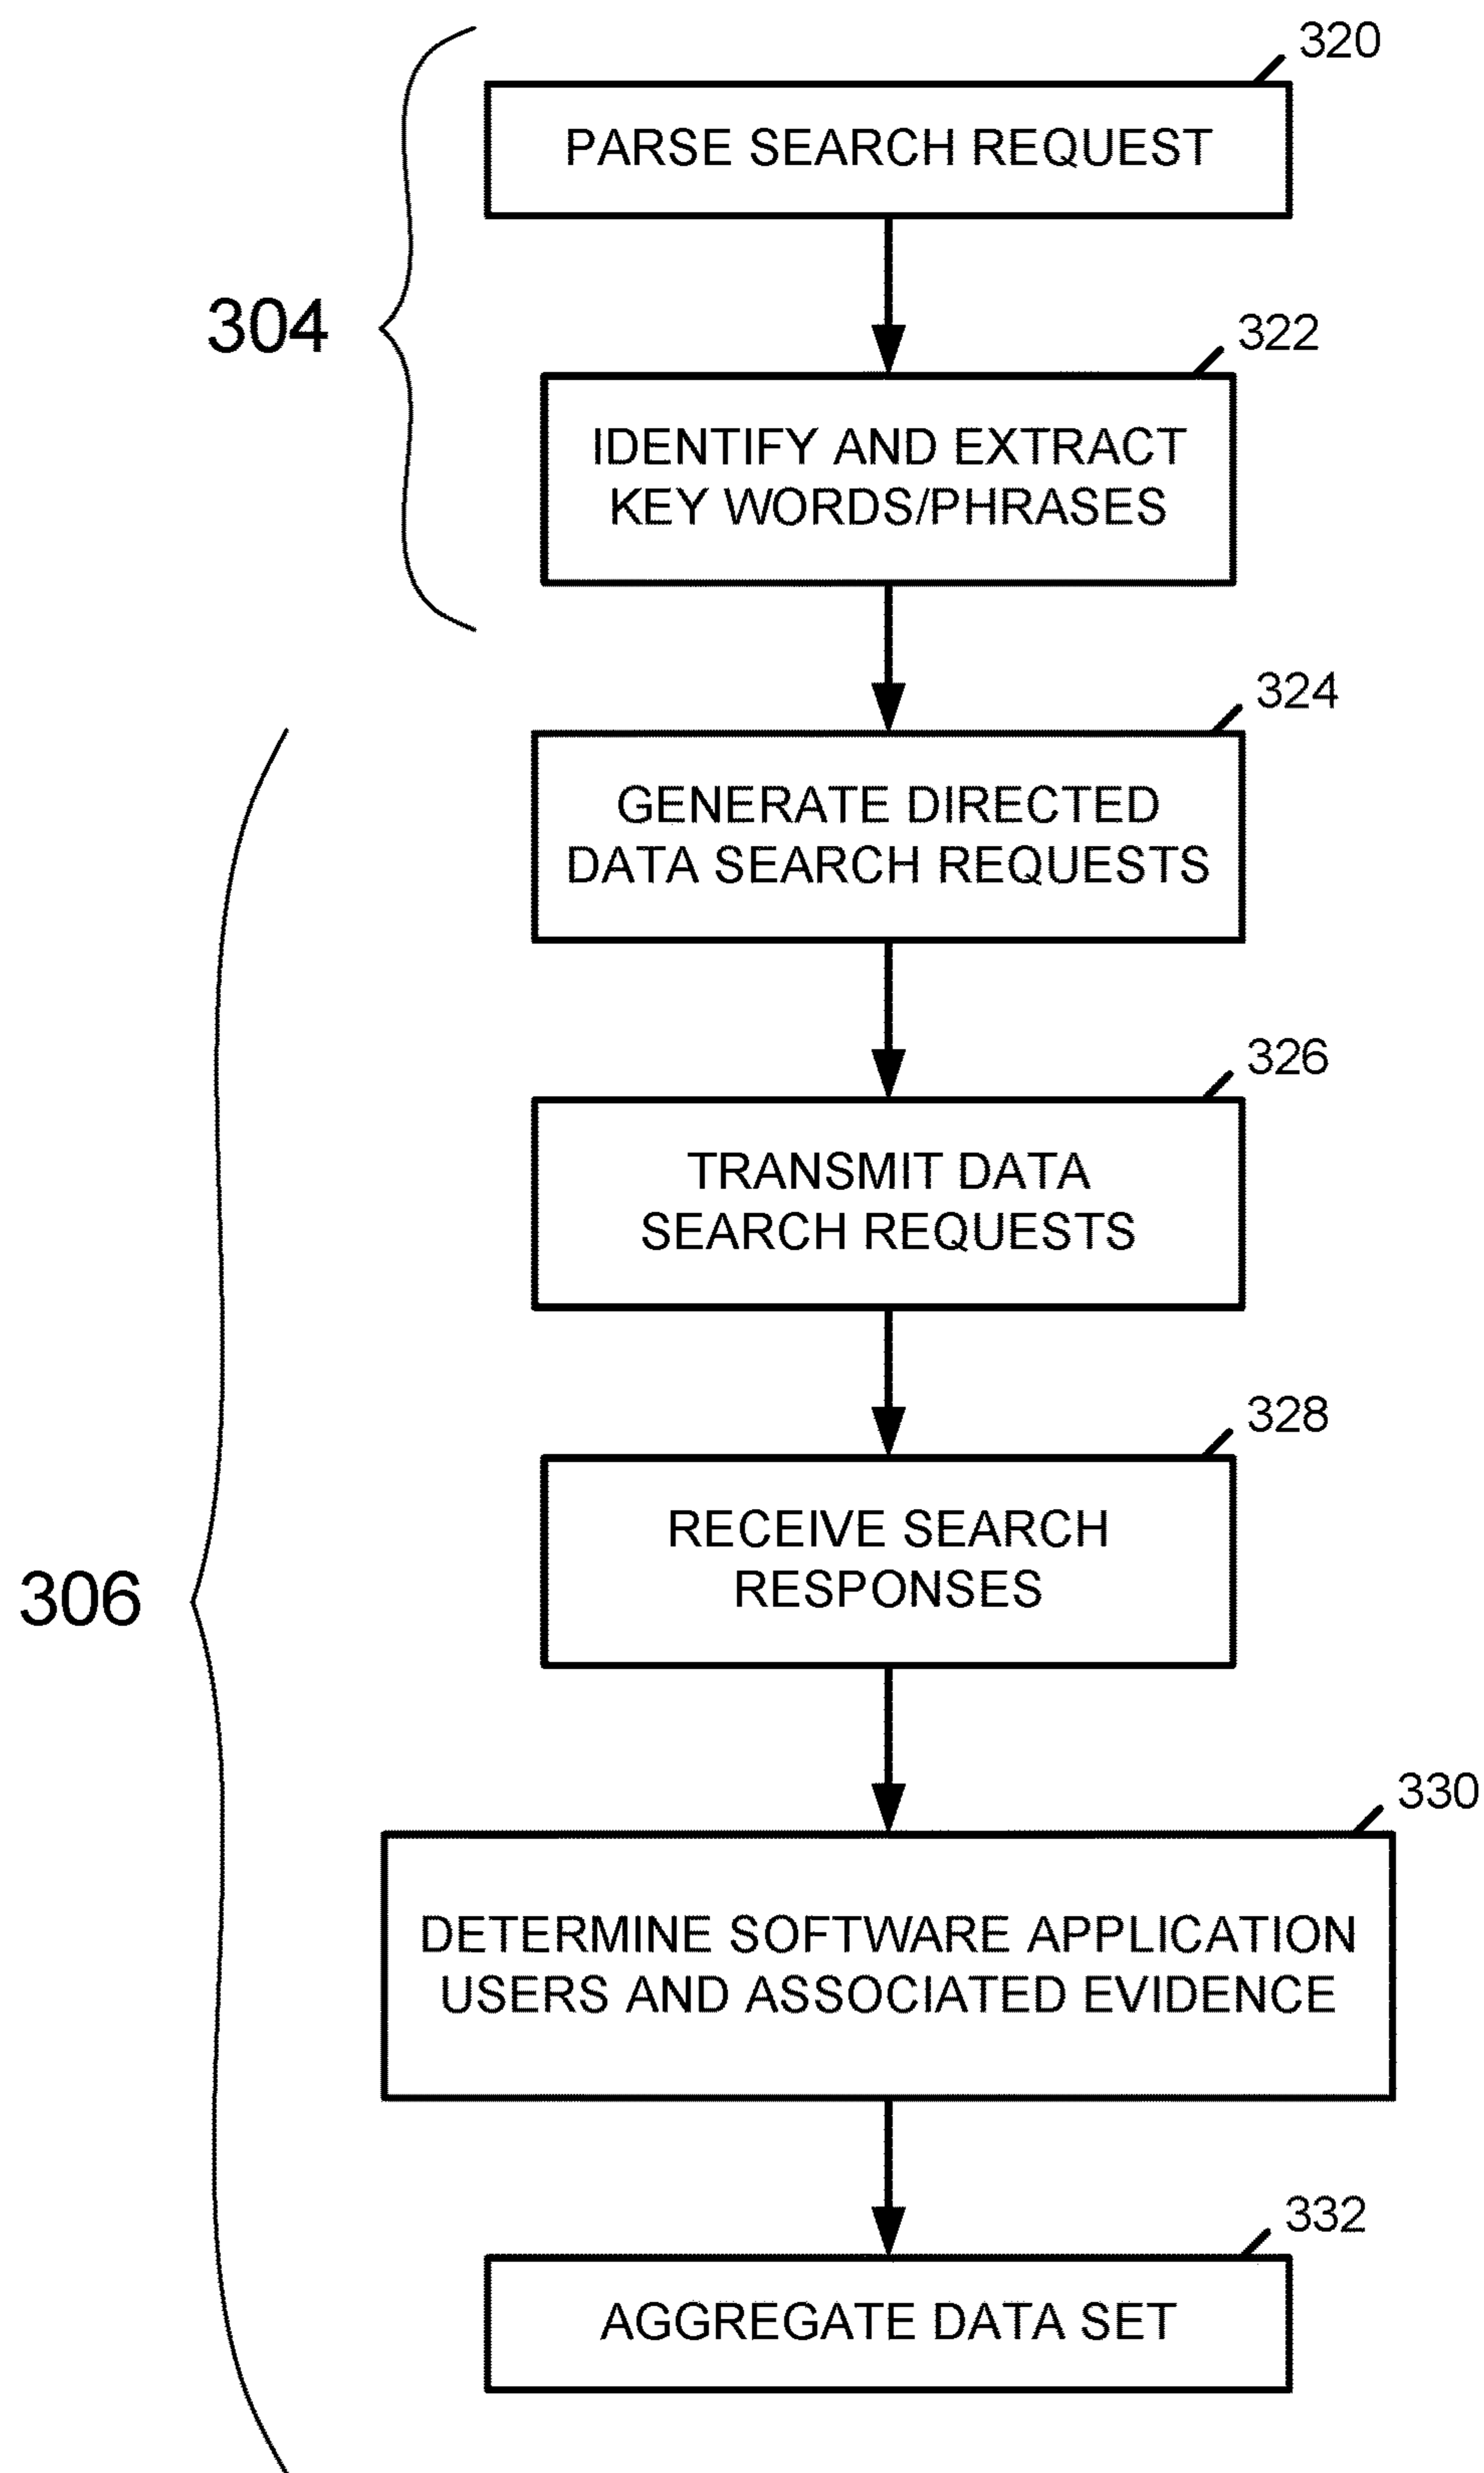 320
PARSE SEARCH REQUEST
304
322
IDENTIFY AND EXTRACT
KEY WORDS/PHRASES
324
GENERATE DIRECTED
DATA SEARCH REQUESTS
326
TRANSMIT DATA
SEARCH REQUESTS
328
RECEIVE SEARCH
RESPONSES
306
330
DETERMINE SOFTWARE APPLICATION
USERS AND ASSOCIATED EVIDENCE
332
AGGREGATE DATA SET